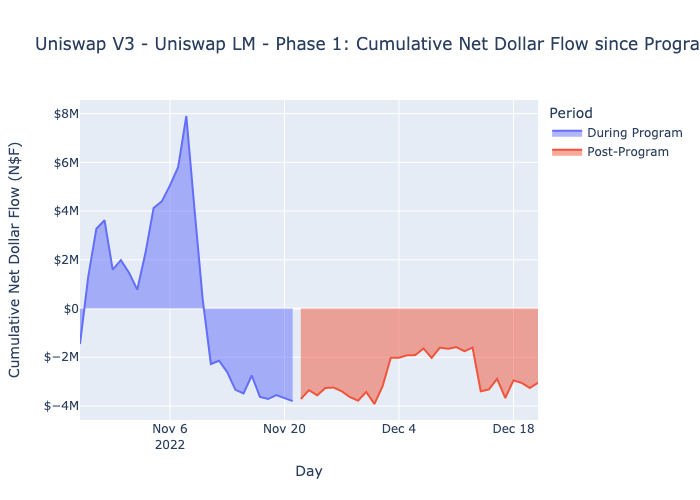 Uniswap V3 - Uniswap LM - Phase 1: Cumulative Net Dollar Flow since Progra
Period
During Program
Post-Program
Cumulative Net Dollar Flow (N$F)
$8M
$6M
$4M
$2M
$0
$−2M
$−4M
Nov 6
2022
Nov 20
Dec 4
Dec 18
Day